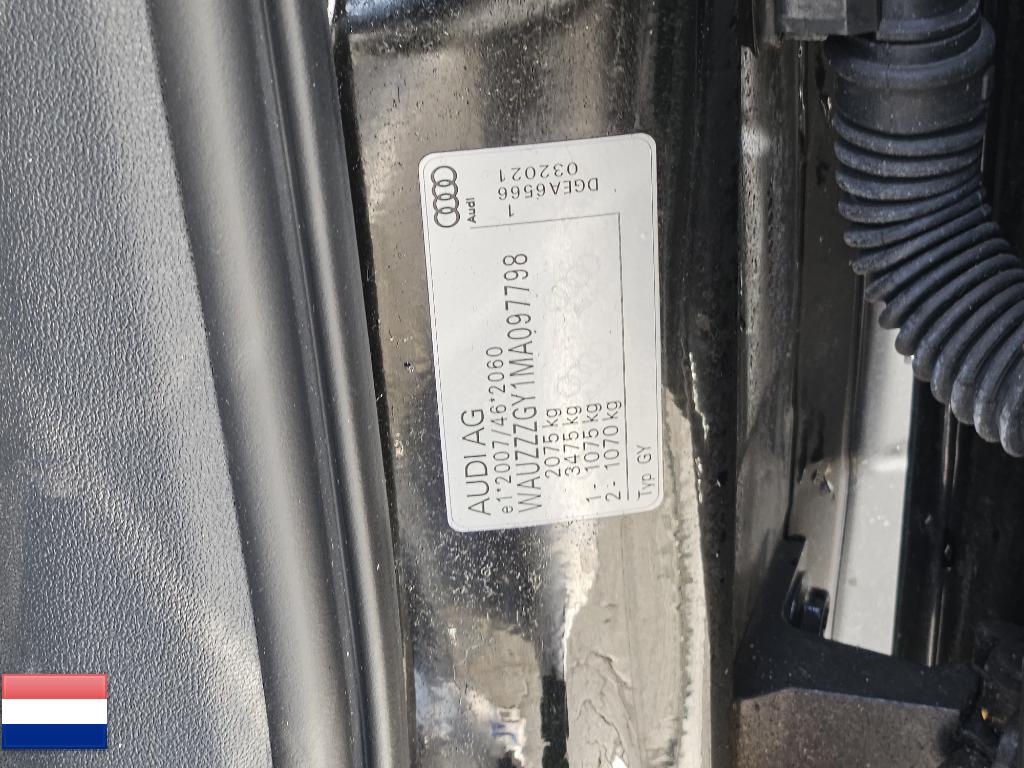 AUDI AG
e1*2007/46*2060
WAUZZZGY1MA097798
2075 kg
3475 kg
1 - 1075 kg
2 - 1070 kg
Typ GY
Audi
1
032021
DGEA6566